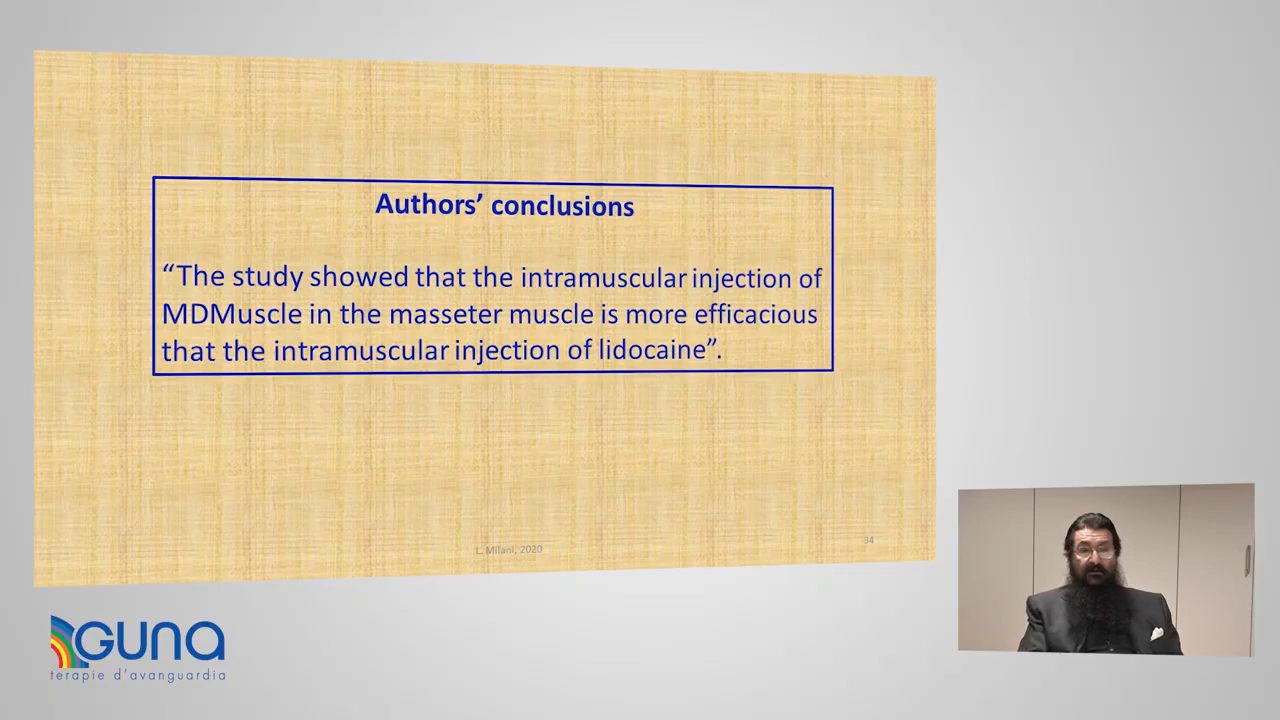 Authors’ conclusions
“The study showed that the intramuscular injection of
MDMuscle in the masseter muscle is more efficacious
that the intramuscular injection of lidocaine”.
L. Milani, 2020
34
GUNA
terapie d’avanguardia